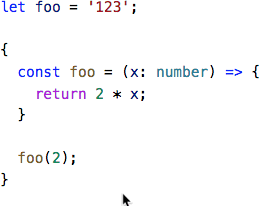 let foo = '123';

{
  const foo = (x: number) => {
    return 2 * x;
  }

  foo(2);
}